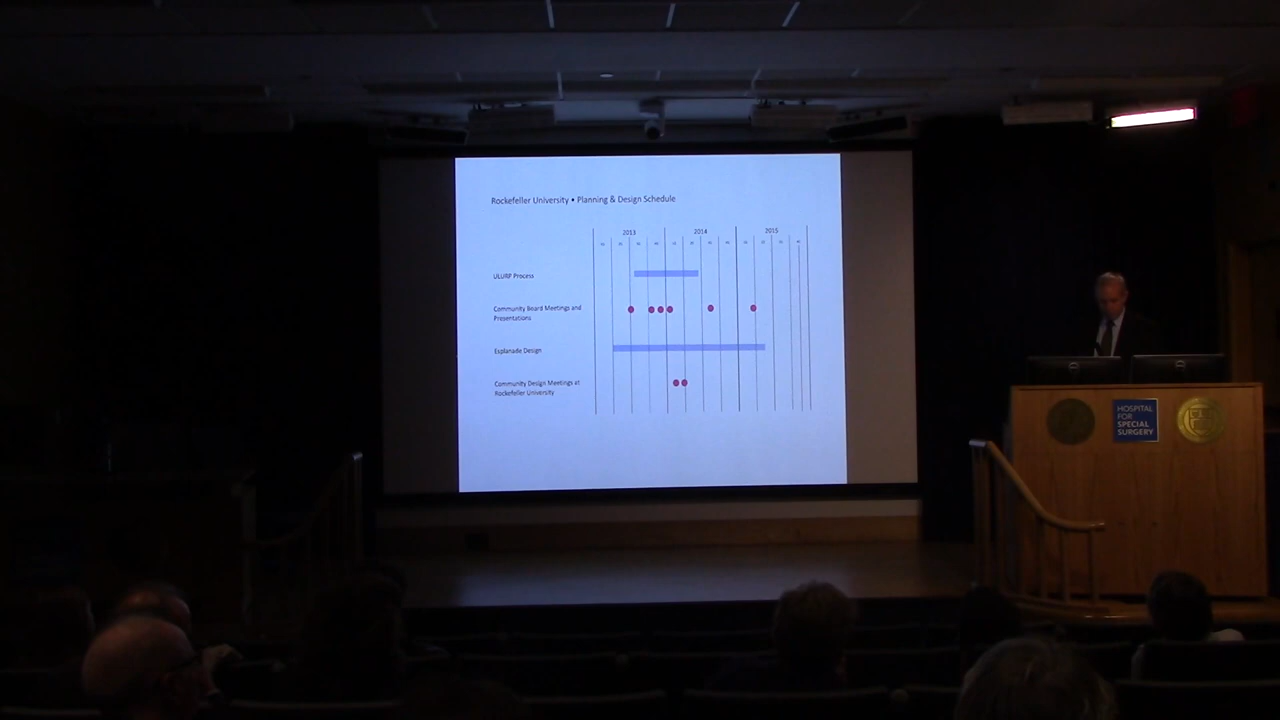 Rockefeller University • Planning & Design Schedule
2013 2014 2015
ULURP Process
Community Board Meetings and
Presentations
Esplanade Design
Community Design Meetings at
Rockefeller University
HOSPITAL
FOR
SPECIAL
SURGERY